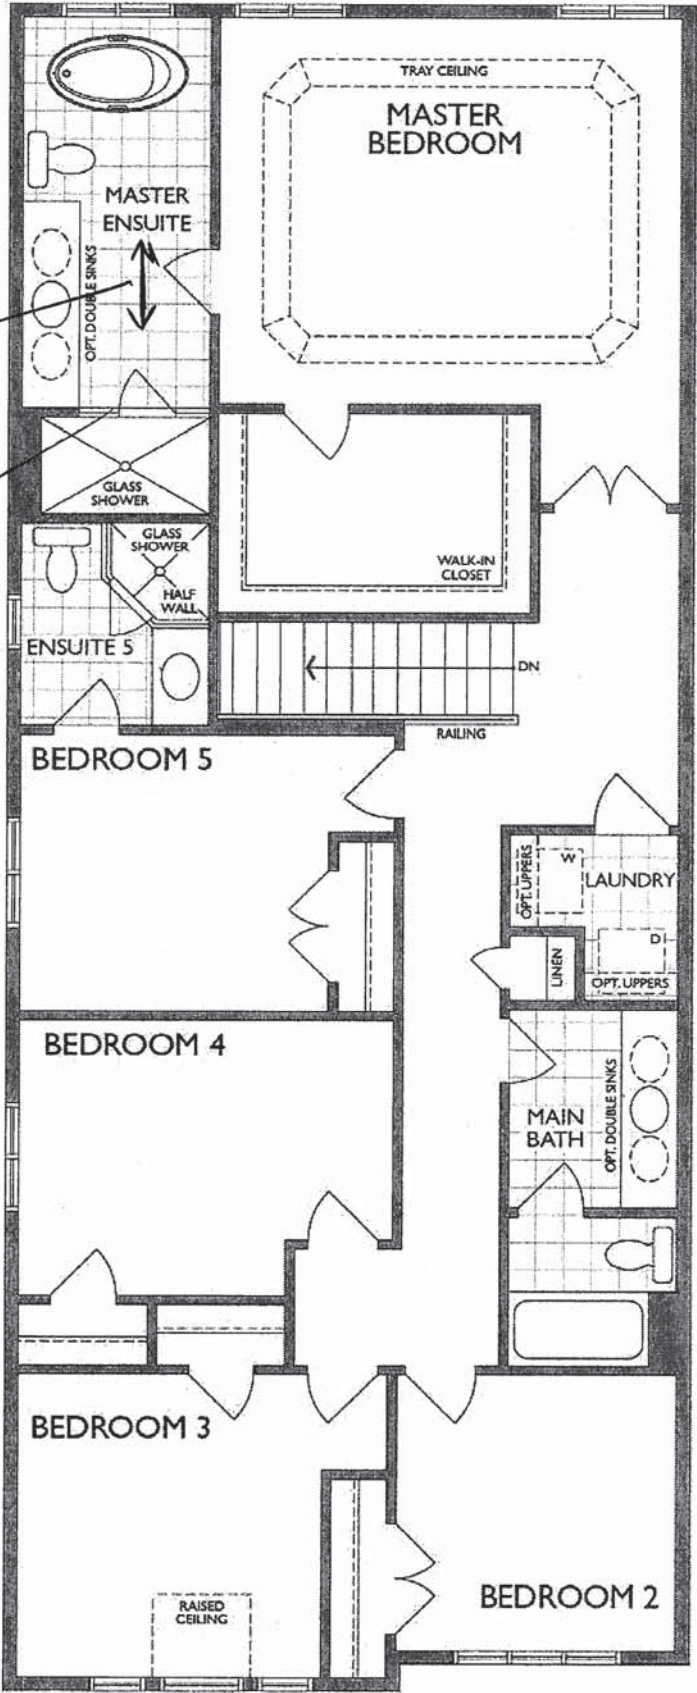 TRAY CEILING
MASTER
BEDROOM
MASTER
ENSUITE
OPT. DOUBLE SINKS
GLASS
SHOWER
GLASS
SHOWER
HALF
WALL
WALK-IN
CLOSET
ENSUITE 5
DN
RAILING
BEDROOM 5
OPT. UPPERS
W
LAUNDRY
D
LINEN
OPT. UPPERS
BEDROOM 4
MAIN
BATH
OPT. DOUBLE SINKS
BEDROOM 3
RAISED
CEILING
BEDROOM 2